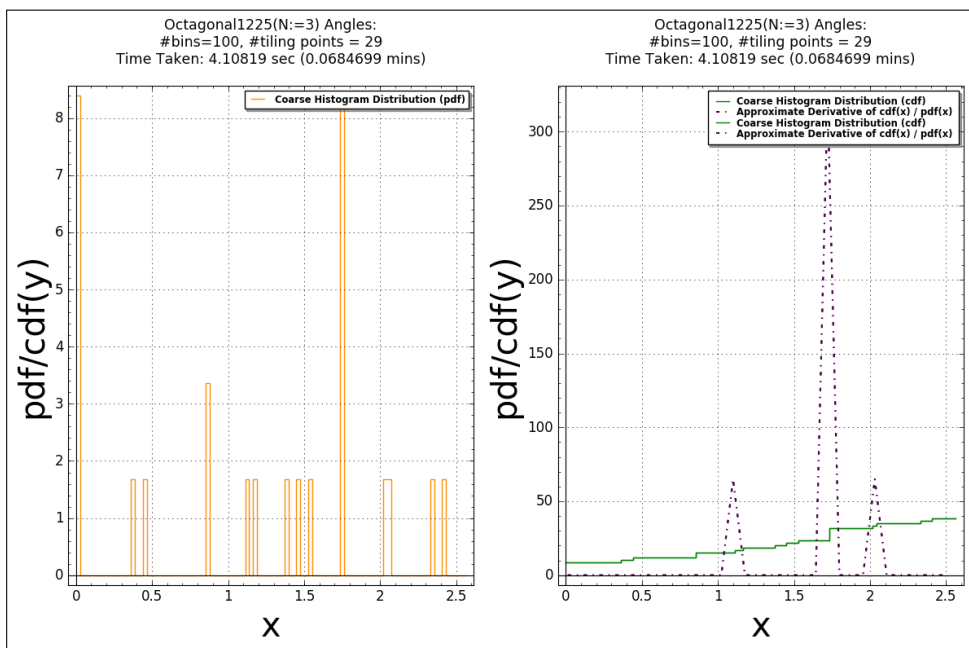 Octagonal1225(N:=3) Angles:
#bins=100, #tiling points = 29
Time Taken: 4.10819 sec (0.0684699 mins)
Coarse Histogram Distribution (pdf)
8
7
6
5
4
3
2
1
0
pdf/cdf(y)
0
0.5
1
1.5
2
2.5
x
Octagonal1225(N:=3) Angles:
#bins=100, #tiling points = 29
Time Taken: 4.10819 sec (0.0684699 mins)
Coarse Histogram Distribution (cdf)
Approximate Derivative of cdf(x) / pdf(x)
Coarse Histogram Distribution (cdf)
Approximate Derivative of cdf(x) / pdf(x)
300
250
200
150
100
50
0
pdf/cdf(y)
0
0.5
1
1.5
2
2.5
x